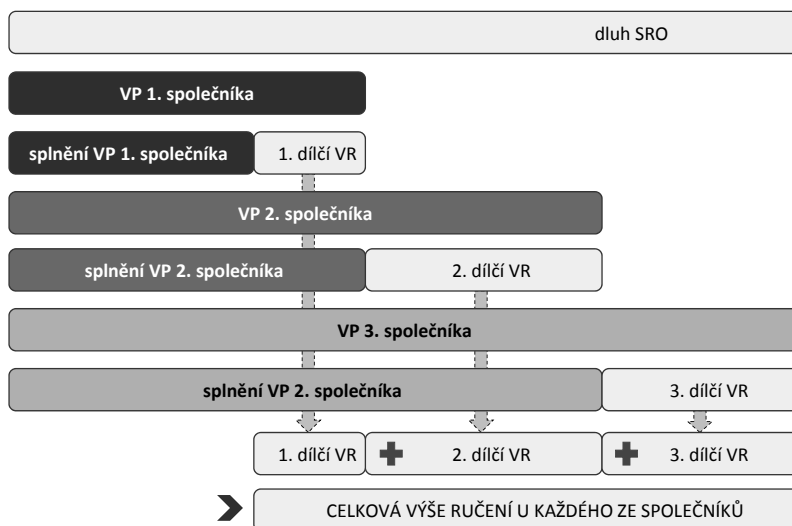 dluh SRO
VP 1. společníka
splnění VP 1. společníka 1. dílčí VR
VP 2. společníka
splnění VP 2. společníka 2. dílčí VR
VP 3. společníka
splnění VP 2. společníka 3. dílčí VR
1. dílčí VR + 2. dílčí VR + 3. dílčí VR
CELKOVÁ VÝŠE RUČENÍ U KAŽDÉHO ZE SPOLEČNÍKŮ